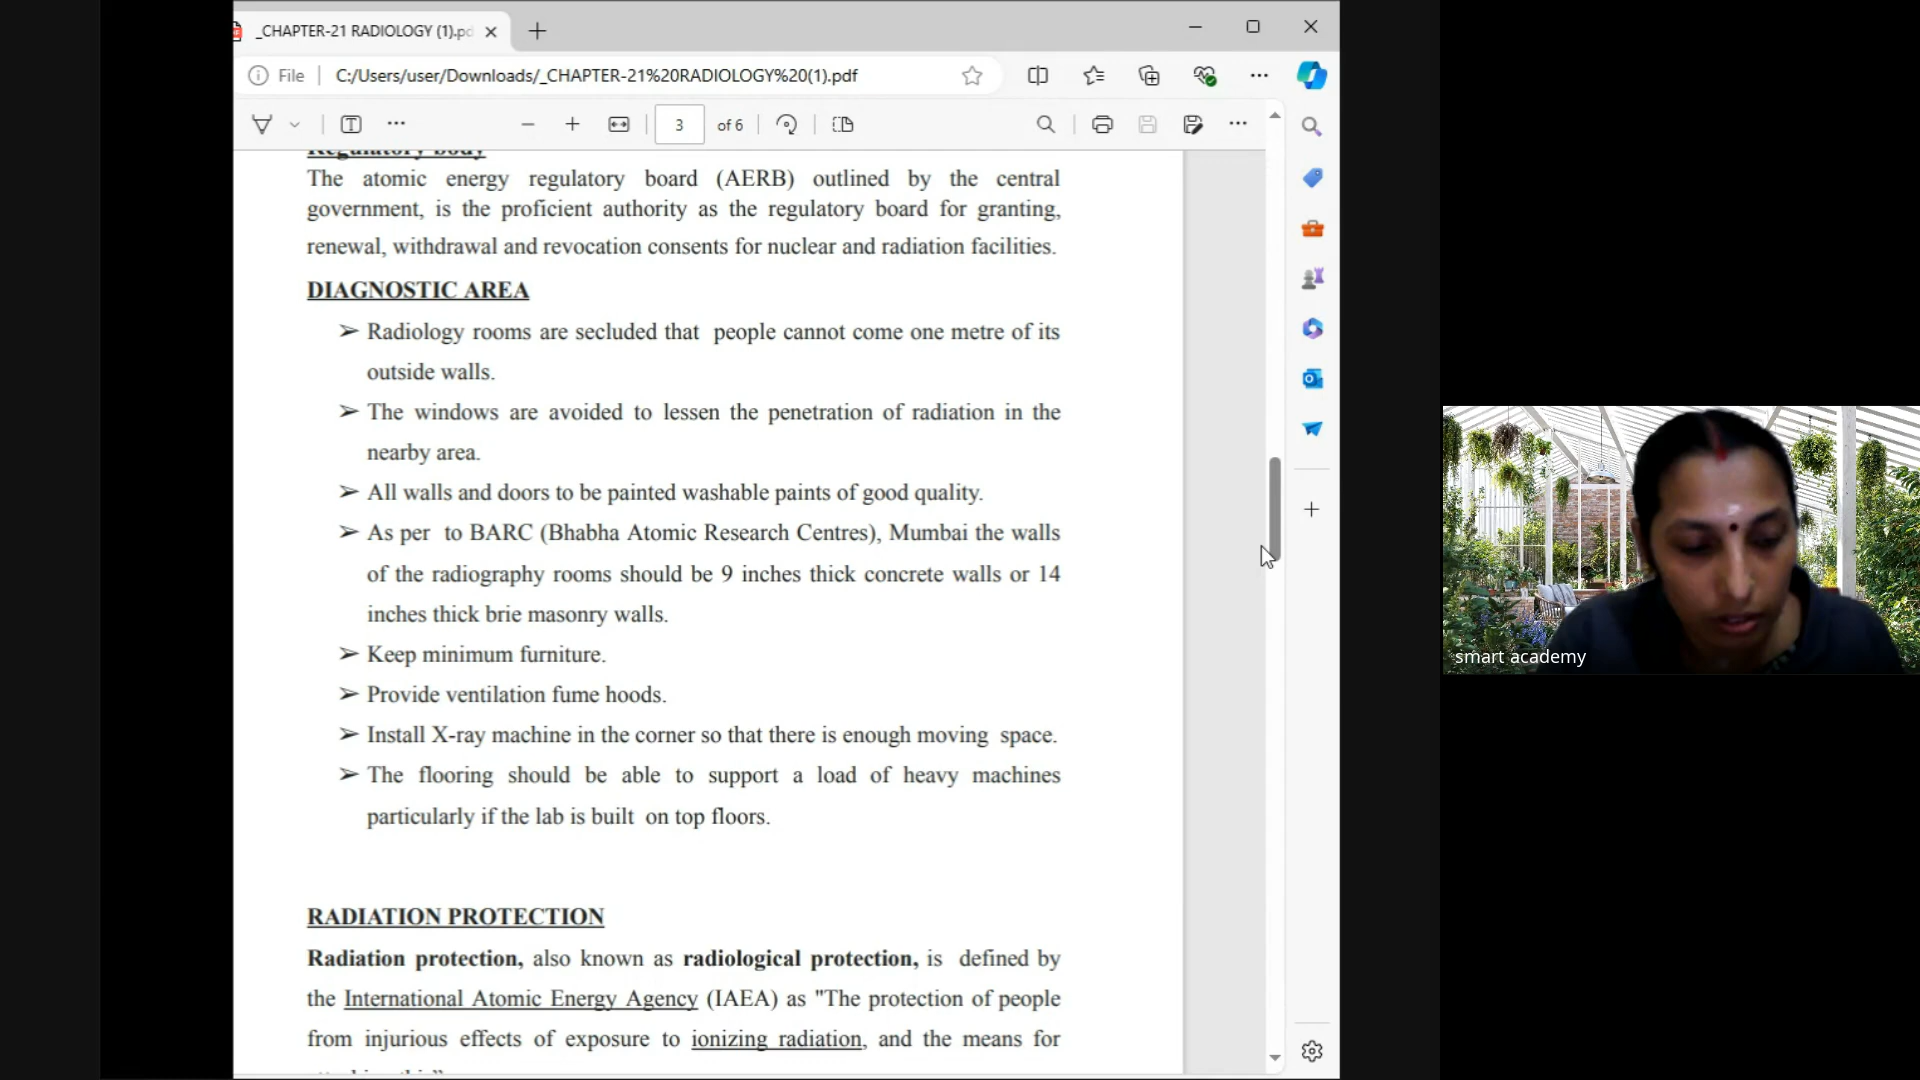 _CHAPTER-21 RADIOLOGY (1).pd
File
C:/Users/user/Downloads/_CHAPTER-21%20RADIOLOGY%20(1).pdf
3 of 6
Regulatory body
The atomic energy regulatory board (AERB) outlined by the central
government, is the proficient authority as the regulatory board for granting,
renewal, withdrawal and revocation consents for nuclear and radiation facilities.
DIAGNOSTIC AREA
➢ Radiology rooms are secluded that people cannot come one metre of its
outside walls.
➢ The windows are avoided to lessen the penetration of radiation in the
nearby area.
➢ All walls and doors to be painted washable paints of good quality.
➢ As per to BARC (Bhabha Atomic Research Centres), Mumbai the walls
of the radiography rooms should be 9 inches thick concrete walls or 14
inches thick brie masonry walls.
➢ Keep minimum furniture.
➢ Provide ventilation fume hoods.
➢ Install X-ray machine in the corner so that there is enough moving space.
➢ The flooring should be able to support a load of heavy machines
particularly if the lab is built on top floors.
RADIATION PROTECTION
Radiation protection, also known as radiological protection, is defined by
the International Atomic Energy Agency (IAEA) as "The protection of people
from injurious effects of exposure to ionizing radiation, and the means for
smart academy